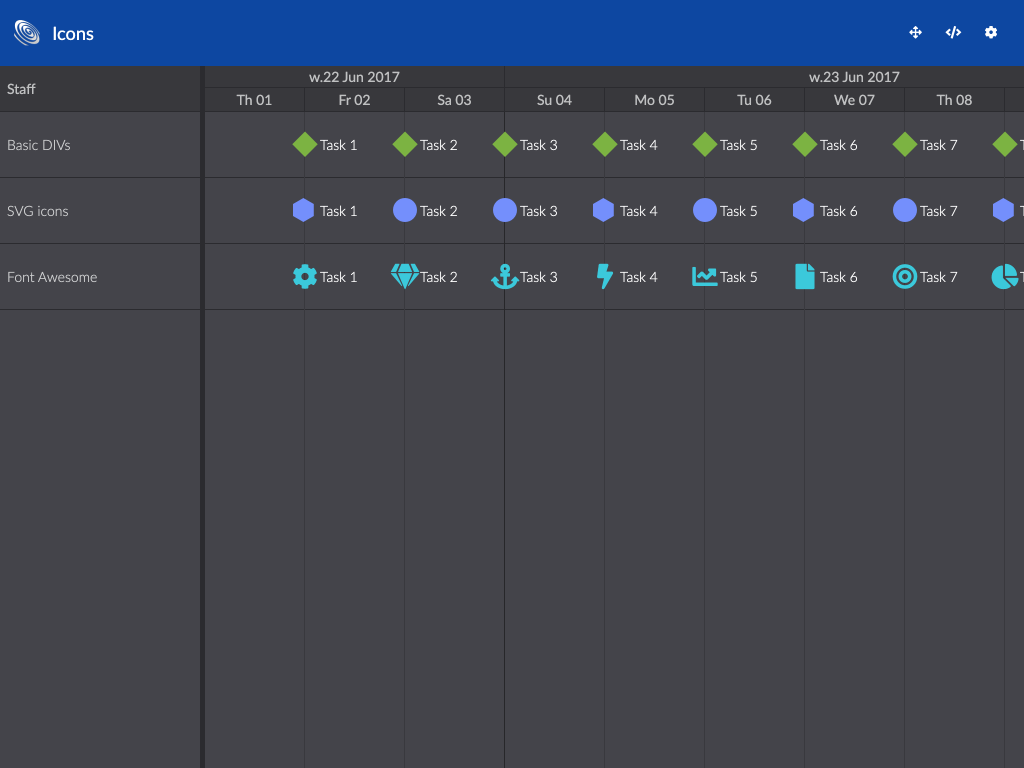 Icons
Staff
w.22 Jun 2017
w.23 Jun 2017
Th 01
Fr 02
Sa 03
Su 04
Mo 05
Tu 06
We 07
Th 08
Basic DIVs
Task 1
Task 2
Task 3
Task 4
Task 5
Task 6
Task 7
SVG icons
Task 1
Task 2
Task 3
Task 4
Task 5
Task 6
Task 7
Font Awesome
Task 1
Task 2
Task 3
Task 4
Task 5
Task 6
Task 7